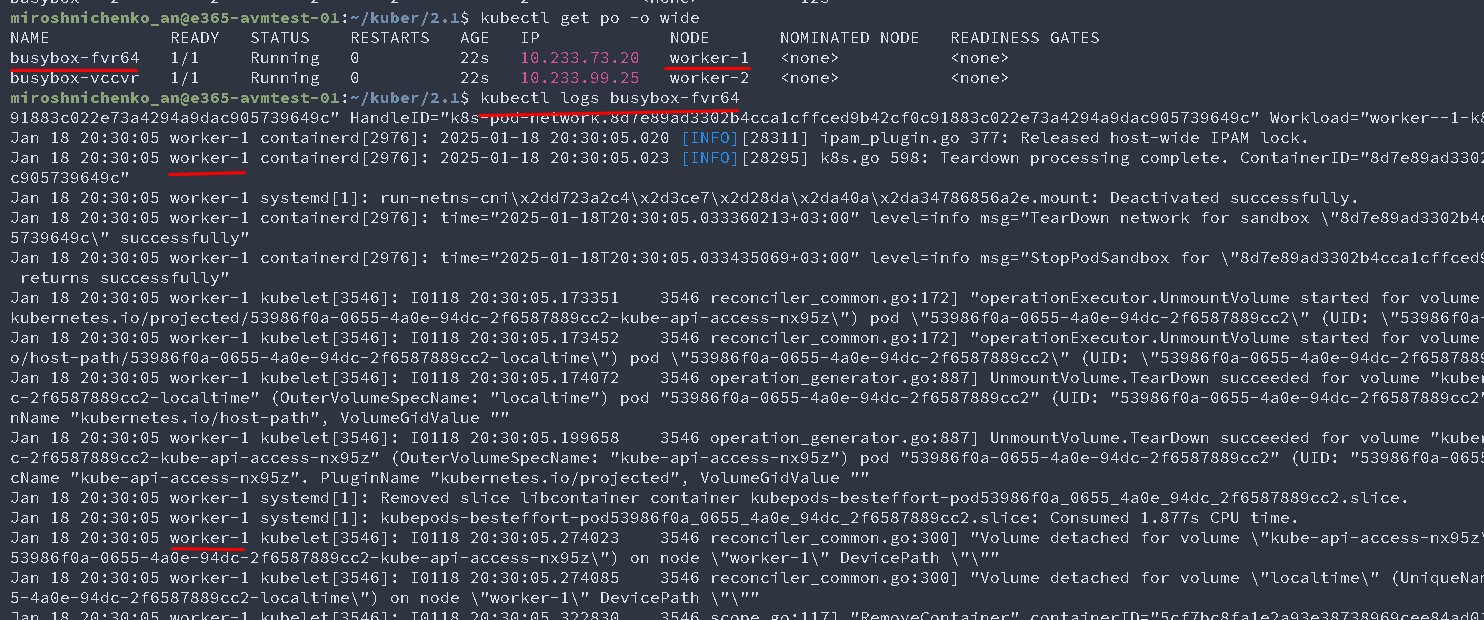 miroshnichenko_an@e365-avmtest-01:~/kuber/2.1$ kubectl get po -o wide
NAME READY STATUS RESTARTS AGE IP NODE NOMINATED NODE READINESS GATES
busybox-fvr64 1/1 Running 0 22s 10.233.73.20 worker-1 <none> <none>
busybox-vccvr 1/1 Running 0 22s 10.233.99.25 worker-2 <none> <none>
miroshnichenko_an@e365-avmtest-01:~/kuber/2.1$ kubectl logs busybox-fvr64
91883c022e73a4294a9dac905739649c" HandleID="k8s-pod-network.8d7e89ad3302b4cca1cffced9b42cf0c91883c022e73a4294a9dac905739649c" Workload="worker--1-k8
Jan 18 20:30:05 worker-1 containerd[2976]: 2025-01-18 20:30:05.020 [INFO][28311] ipam_plugin.go 377: Released host-wide IPAM lock.
Jan 18 20:30:05 worker-1 containerd[2976]: 2025-01-18 20:30:05.023 [INFO][28295] k8s.go 598: Teardown processing complete. ContainerID="8d7e89ad3302
c905739649c"
Jan 18 20:30:05 worker-1 systemd[1]: run-netns-cni\x2dd723a2c4\x2d3ce7\x2d28da\x2da40a\x2da34786856a2e.mount: Deactivated successfully.
Jan 18 20:30:05 worker-1 containerd[2976]: time="2025-01-18T20:30:05.033360213+03:00" level=info msg="TearDown network for sandbox \"8d7e89ad3302b4c
5739649c\" successfully"
Jan 18 20:30:05 worker-1 containerd[2976]: time="2025-01-18T20:30:05.033435069+03:00" level=info msg="StopPodSandbox for \"8d7e89ad3302b4cca1cffced9
returns successfully"
Jan 18 20:30:05 worker-1 kubelet[3546]: I0118 20:30:05.173351 3546 reconciler_common.go:172] "operationExecutor.UnmountVolume started for volume
kubernetes.io/projected/53986f0a-0655-4a0e-94dc-2f6587889cc2-kube-api-access-nx95z\") pod \"53986f0a-0655-4a0e-94dc-2f6587889cc2\" (UID: \"53986f0a-
Jan 18 20:30:05 worker-1 kubelet[3546]: I0118 20:30:05.173452 3546 reconciler_common.go:172] "operationExecutor.UnmountVolume started for volume
o/host-path/53986f0a-0655-4a0e-94dc-2f6587889cc2-localtime\") pod \"53986f0a-0655-4a0e-94dc-2f6587889cc2\" (UID: \"53986f0a-0655-4a0e-94dc-2f6587889
Jan 18 20:30:05 worker-1 kubelet[3546]: I0118 20:30:05.174072 3546 operation_generator.go:887] UnmountVolume.TearDown succeeded for volume "kuber
c-2f6587889cc2-localtime" (OuterVolumeSpecName: "localtime") pod "53986f0a-0655-4a0e-94dc-2f6587889cc2" (UID: "53986f0a-0655-4a0e-94dc-2f6587889cc2"
nName "kubernetes.io/host-path", VolumeGidValue ""
Jan 18 20:30:05 worker-1 kubelet[3546]: I0118 20:30:05.199658 3546 operation_generator.go:887] UnmountVolume.TearDown succeeded for volume "kuber
c-2f6587889cc2-kube-api-access-nx95z" (OuterVolumeSpecName: "kube-api-access-nx95z") pod "53986f0a-0655-4a0e-94dc-2f6587889cc2" (UID: "53986f0a-0655
cName "kube-api-access-nx95z". PluginName "kubernetes.io/projected", VolumeGidValue ""
Jan 18 20:30:05 worker-1 systemd[1]: Removed slice libcontainer container kubepods-besteffort-pod53986f0a_0655_4a0e_94dc_2f6587889cc2.slice.
Jan 18 20:30:05 worker-1 systemd[1]: kubepods-besteffort-pod53986f0a_0655_4a0e_94dc_2f6587889cc2.slice: Consumed 1.877s CPU time.
Jan 18 20:30:05 worker-1 kubelet[3546]: I0118 20:30:05.274023 3546 reconciler_common.go:300] "Volume detached for volume \"kube-api-access-nx95z\
53986f0a-0655-4a0e-94dc-2f6587889cc2-kube-api-access-nx95z\") on node \"worker-1\" DevicePath \"\""
Jan 18 20:30:05 worker-1 kubelet[3546]: I0118 20:30:05.274085 3546 reconciler_common.go:300] "Volume detached for volume \"localtime\" (UniqueNam
5-4a0e-94dc-2f6587889cc2-localtime\") on node \"worker-1\" DevicePath \"\""
Jan 18 20:30:05 worker-1 kubelet[3546]: I0118 20:30:05.322830 3546 scope.go:117] "RemoveContainer"